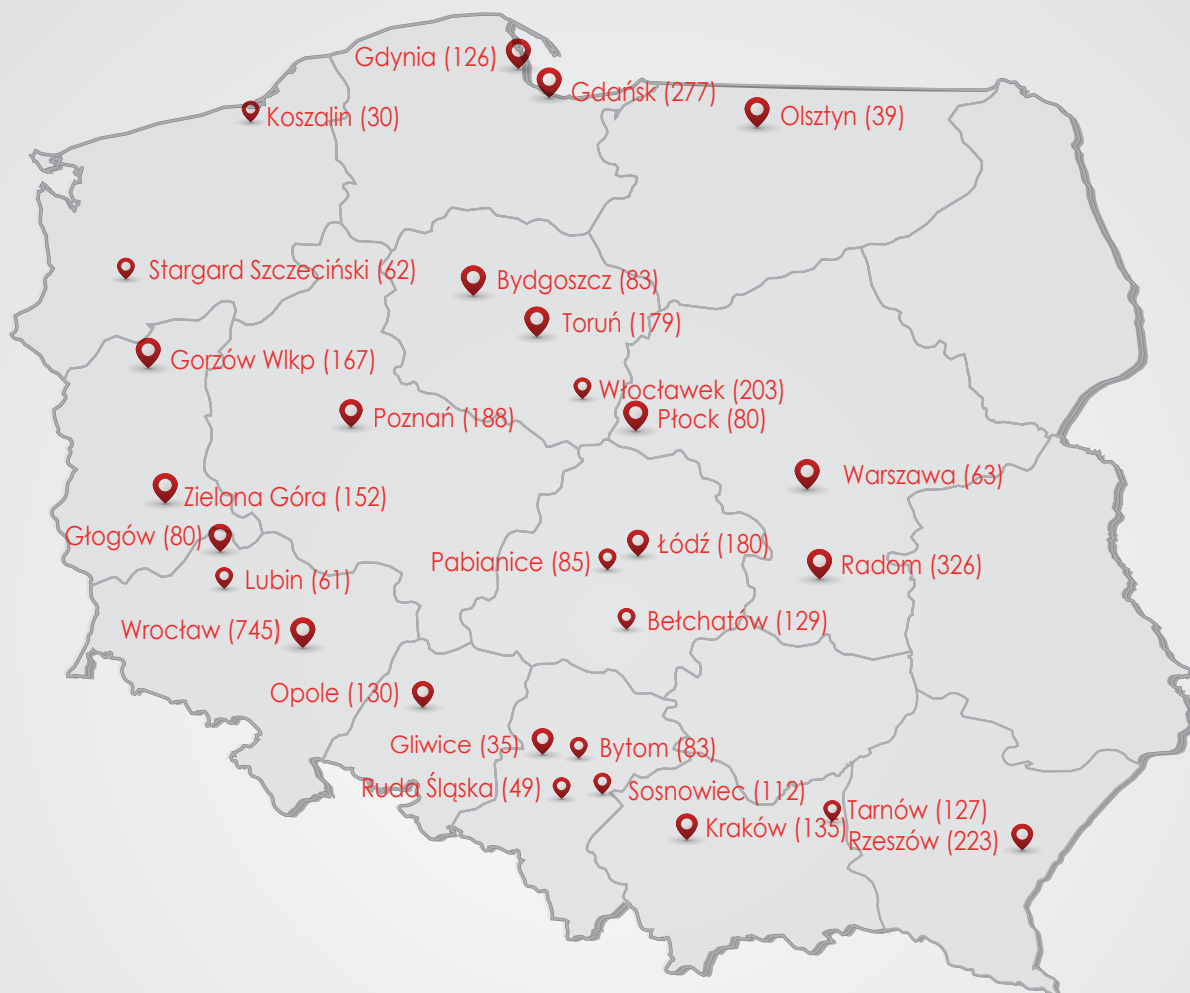 Gdynia (126)
Gdańsk (277)
Koszalin (30)
Olsztyn (39)
Stargard Szczeciński (62)
Bydgoszcz (83)
Toruń (179)
Gorzów Wlkp (167)
Włocławek (203)
Poznań (188)
Płock (80)
Warszawa (63)
Zielona Góra (152)
Głogów (80)
Łódź (180)
Pabianice (85)
Radom (326)
Lubin (61)
Bełchatów (129)
Wrocław (745)
Opole (130)
Gliwice (35)
Bytom (83)
Ruda Śląska (49)
Sosnowiec (112)
Tarnów (127)
Kraków (135)
Rzeszów (223)